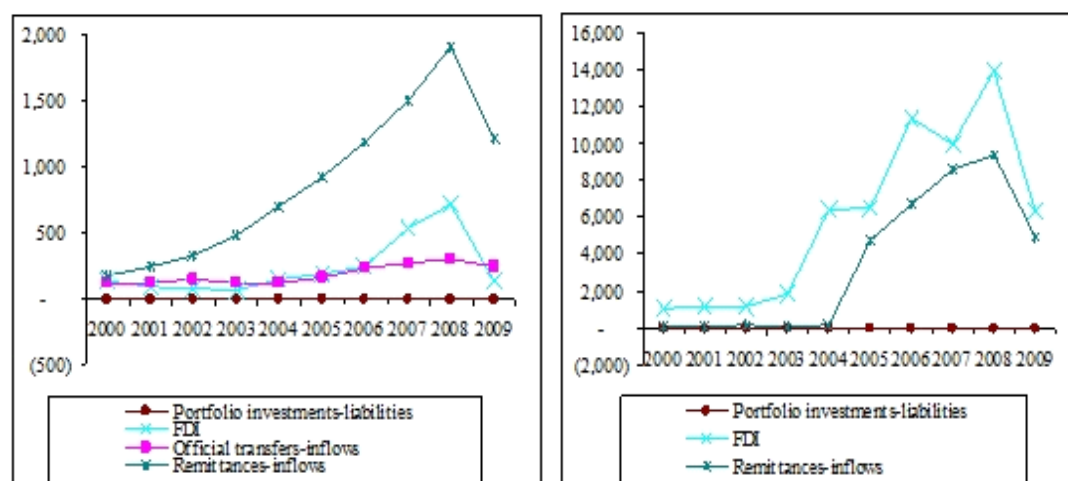 2,000
1,500
1,000
500
-
(500)
2000 2001 2002 2003 2004 2005 2006 2007 2008 2009
Portfolio investments-liabilities
FDI
Official transfers-inflows
Remittances-inflows
16,000
14,000
12,000
10,000
8,000
6,000
4,000
2,000
-
(2,000)
2000 2001 2002 2003 2004 2005 2006 2007 2008 2009
Portfolio investments-liabilities
FDI
Remittances-inflows